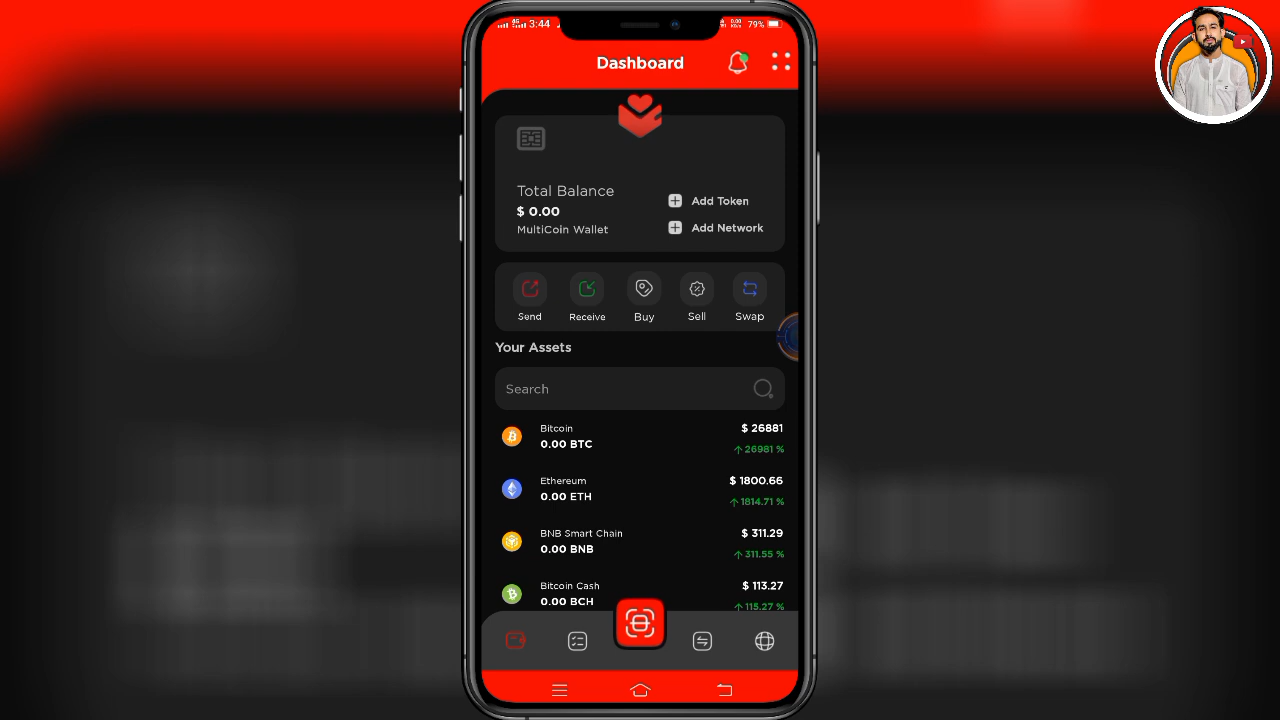 3:44
79%
Dashboard
Total Balance
$ 0.00
MultiCoin Wallet
Add Token
Add Network
Send
Receive
Buy
Sell
Swap
Your Assets
Search
Bitcoin
0.00 BTC
$ 26881
↑ 26981 %
Ethereum
0.00 ETH
$ 1800.66
↑ 1814.71 %
BNB Smart Chain
0.00 BNB
$ 311.29
↑ 311.55 %
Bitcoin Cash
0.00 BCH
$ 113.27
↑ 115.27 %